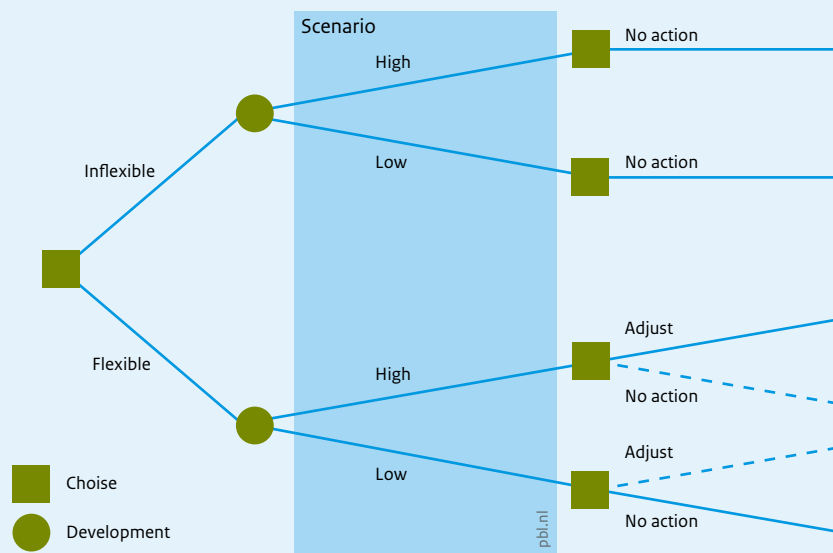 Scenario
No action
High
Low
No action
Inflexible
Adjust
Flexible
High
No action
Adjust
Low
No action
Choise
Development
pbl.nl